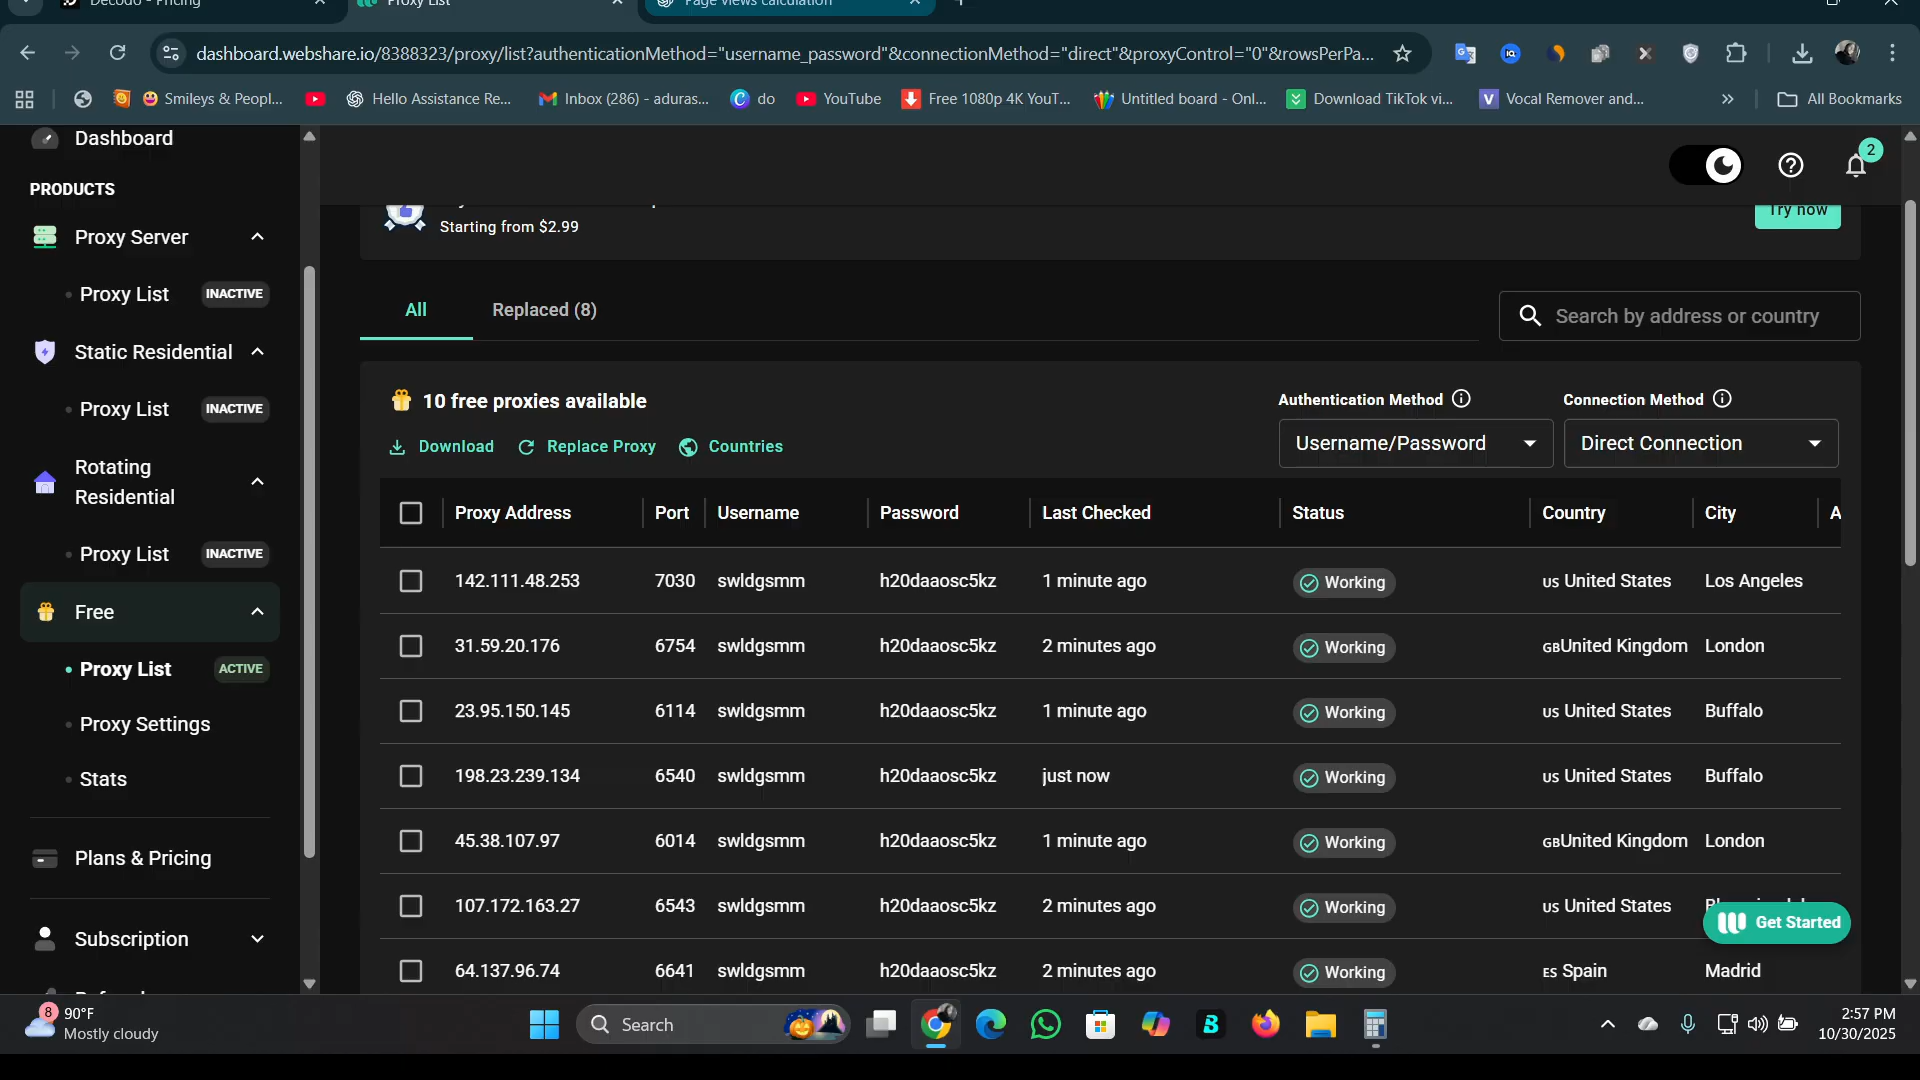 Decodo - Pricing
Proxy List
Page views calculation
dashboard.webshare.io/8388323/proxy/list?authenticationMethod="username_password"&connectionMethod="direct"&proxyControl="0"&rowsPerPa...
Smileys & Peopl...
Hello Assistance Re...
Inbox (286) - aduras...
do
YouTube
Free 1080p 4K YouT...
Untitled board - Onl...
Download TikTok vi...
Vocal Remover and...
All Bookmarks
Dashboard
PRODUCTS
Proxy Server
Proxy List INACTIVE
Static Residential
Proxy List INACTIVE
Rotating
Residential
Proxy List INACTIVE
Free
Proxy List ACTIVE
Proxy Settings
Stats
Plans & Pricing
Subscription
2
Starting from $2.99
Try now
All
Replaced (8)
Search by address or country
10 free proxies available
Download
Replace Proxy
Countries
Authentication Method
Username/Password
Connection Method
Direct Connection
Proxy Address Port Username Password Last Checked Status Country City A
142.111.48.253 7030 swldgsmm h20daaosc5kz 1 minute ago Working US United States Los Angeles
31.59.20.176 6754 swldgsmm h20daaosc5kz 2 minutes ago Working GB United Kingdom London
23.95.150.145 6114 swldgsmm h20daaosc5kz 1 minute ago Working US United States Buffalo
198.23.239.134 6540 swldgsmm h20daaosc5kz just now Working US United States Buffalo
45.38.107.97 6014 swldgsmm h20daaosc5kz 1 minute ago Working GB United Kingdom London
107.172.163.27 6543 swldgsmm h20daaosc5kz 2 minutes ago Working US United States
64.137.96.74 6641 swldgsmm h20daaosc5kz 2 minutes ago Working ES Spain Madrid
Get Started
8
90°F
Mostly cloudy
Search
2:57 PM
10/30/2025